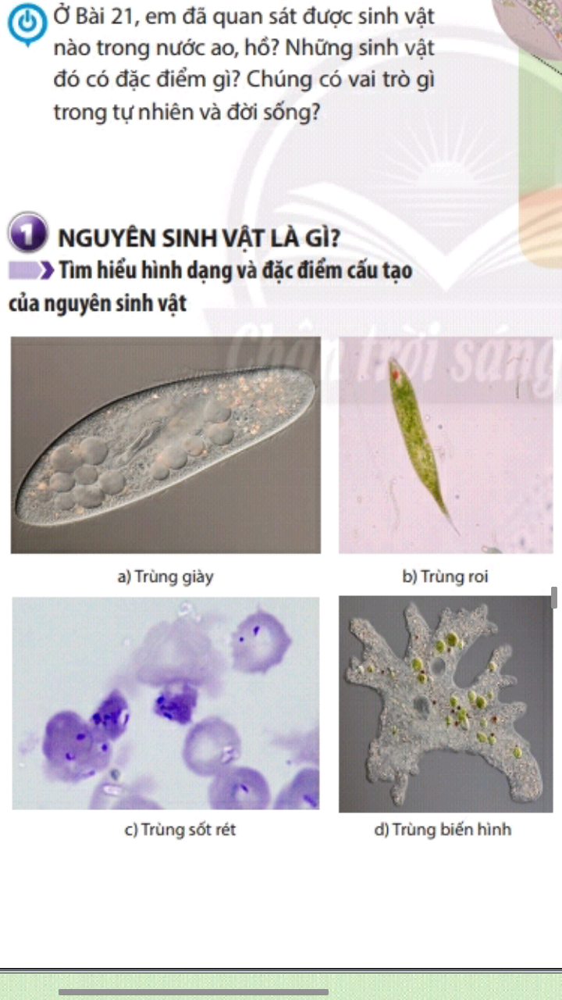 Ở Bài 21, em đã quan sát được sinh vật
nào trong nước ao, hồ? Những sinh vật
đó có đặc điểm gì? Chúng có vai trò gì
trong tự nhiên và đời sống?
1 NGUYÊN SINH VẬT LÀ GÌ?
Tìm hiểu hình dạng và đặc điểm cấu tạo
của nguyên sinh vật
Chân trời sáng
a) Trùng giày
b) Trùng roi
c) Trùng sốt rét
d) Trùng biến hình